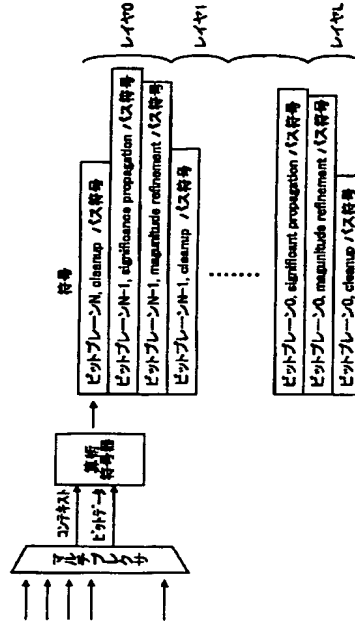 マルチプレクサ
コンテキスト
ビットデータ
算術
符号器
符号
ビットプレーンN, cleanup パス符号
ビットプレーンN-1, significance propagation パス符号
ビットプレーンN-1, magunitude refinement パス符号
ビットプレーンN-1, cleanup パス符号
........
ビットプレーン0, significant propagation パス符号
ビットプレーン0, magunitude refinement パス符号
ビットプレーン0, cleanup パス符号
レイヤ0
レイヤ1
レイヤL